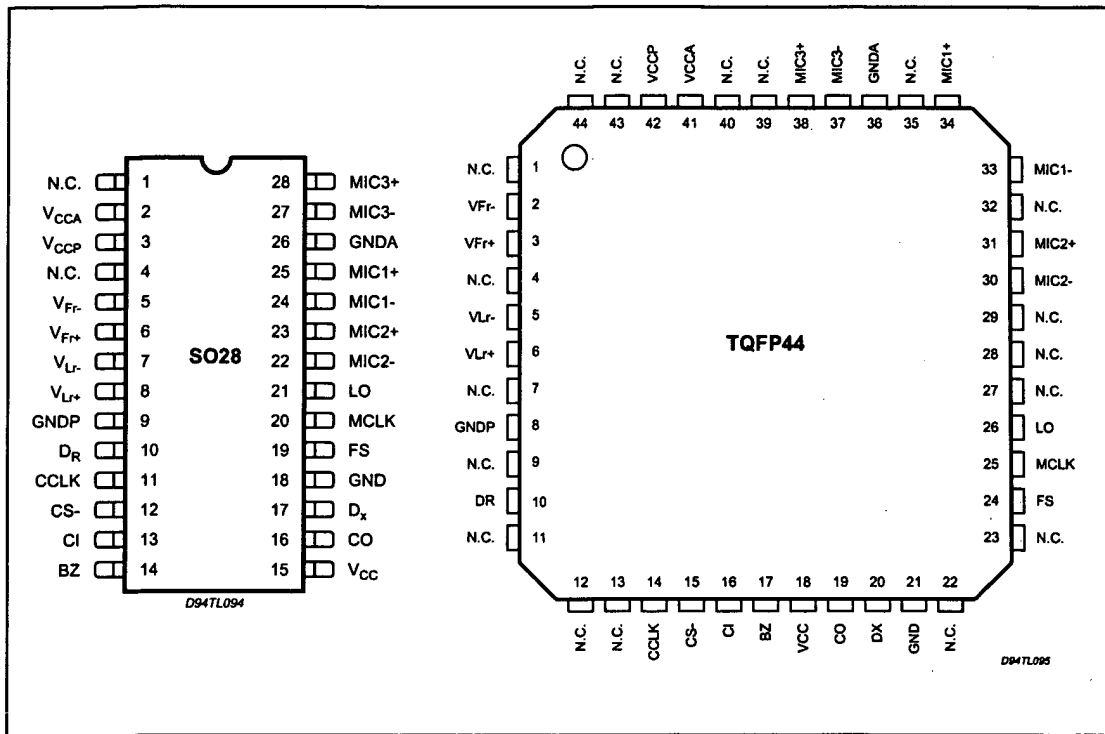 N.C. 1 28 MIC3+
VCCA 2 27 MIC3-
VCCP 3 26 GNDA
N.C. 4 25 MIC1+
VFr- 5 24 MIC1-
VFr+ 6 23 MIC2+
VLr- 7 22 MIC2-
VLr+ 8 21 LO
GNDP 9 20 MCLK
DR 10 19 FS
CCLK 11 18 GND
CS- 12 17 Dx
CI 13 16 CO
BZ 14 15 VCC
SO28
D94TL094
N.C. N.C. VCCP VCCA N.C. N.C. MIC3+ MIC3- GNDA N.C. MIC1+
44 43 42 41 40 39 38 37 36 35 34
N.C. 1 33 MIC1-
VFr- 2 32 N.C.
VFr+ 3 31 MIC2+
N.C. 4 30 MIC2-
VLr- 5 29 N.C.
VLr+ 6 28 N.C.
N.C. 7 27 N.C.
GNDP 8 26 LO
N.C. 9 25 MCLK
DR 10 24 FS
N.C. 11 23 N.C.
TQFP44
12 13 14 15 16 17 18 19 20 21 22
N.C. N.C. CCLK CS- CI BZ VCC CO DX GND N.C.
D94TL095